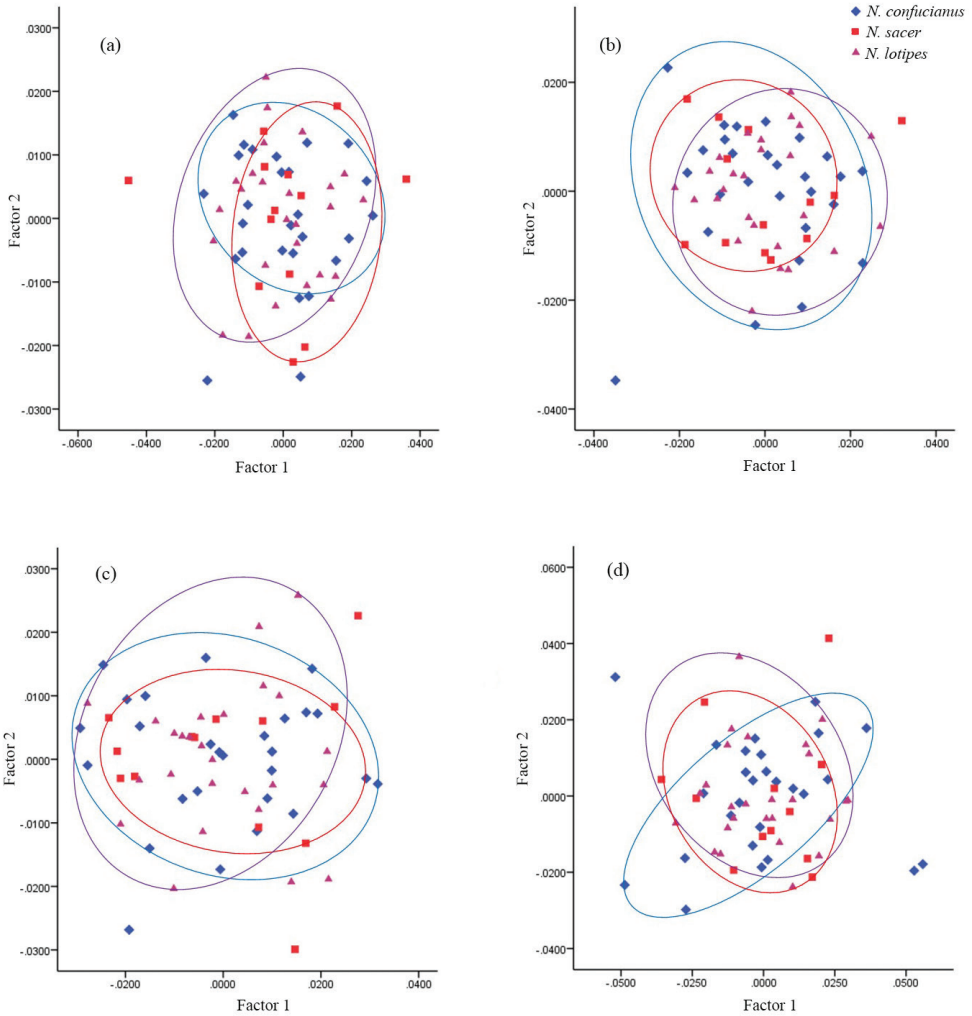 N. confucianus
N. sacer
N. lotipes
(a)
.0300
.0200
.0100
.0000
-.0100
-.0200
-.0300
Factor 2
-.0600 -.0400 -.0200 .0000 .0200 .0400
Factor 1
(b)
.0200
.0000
-.0200
-.0400
Factor 2
-.0400 -.0200 .0000 .0200 .0400
Factor 1
(c)
.0300
.0200
.0100
.0000
-.0100
-.0200
-.0300
Factor 2
-.0200 .0000 .0200 .0400
Factor 1
(d)
.0600
.0400
.0200
.0000
-.0200
-.0400
Factor 2
-.0500 -.0250 .0000 .0250 .0500
Factor 1